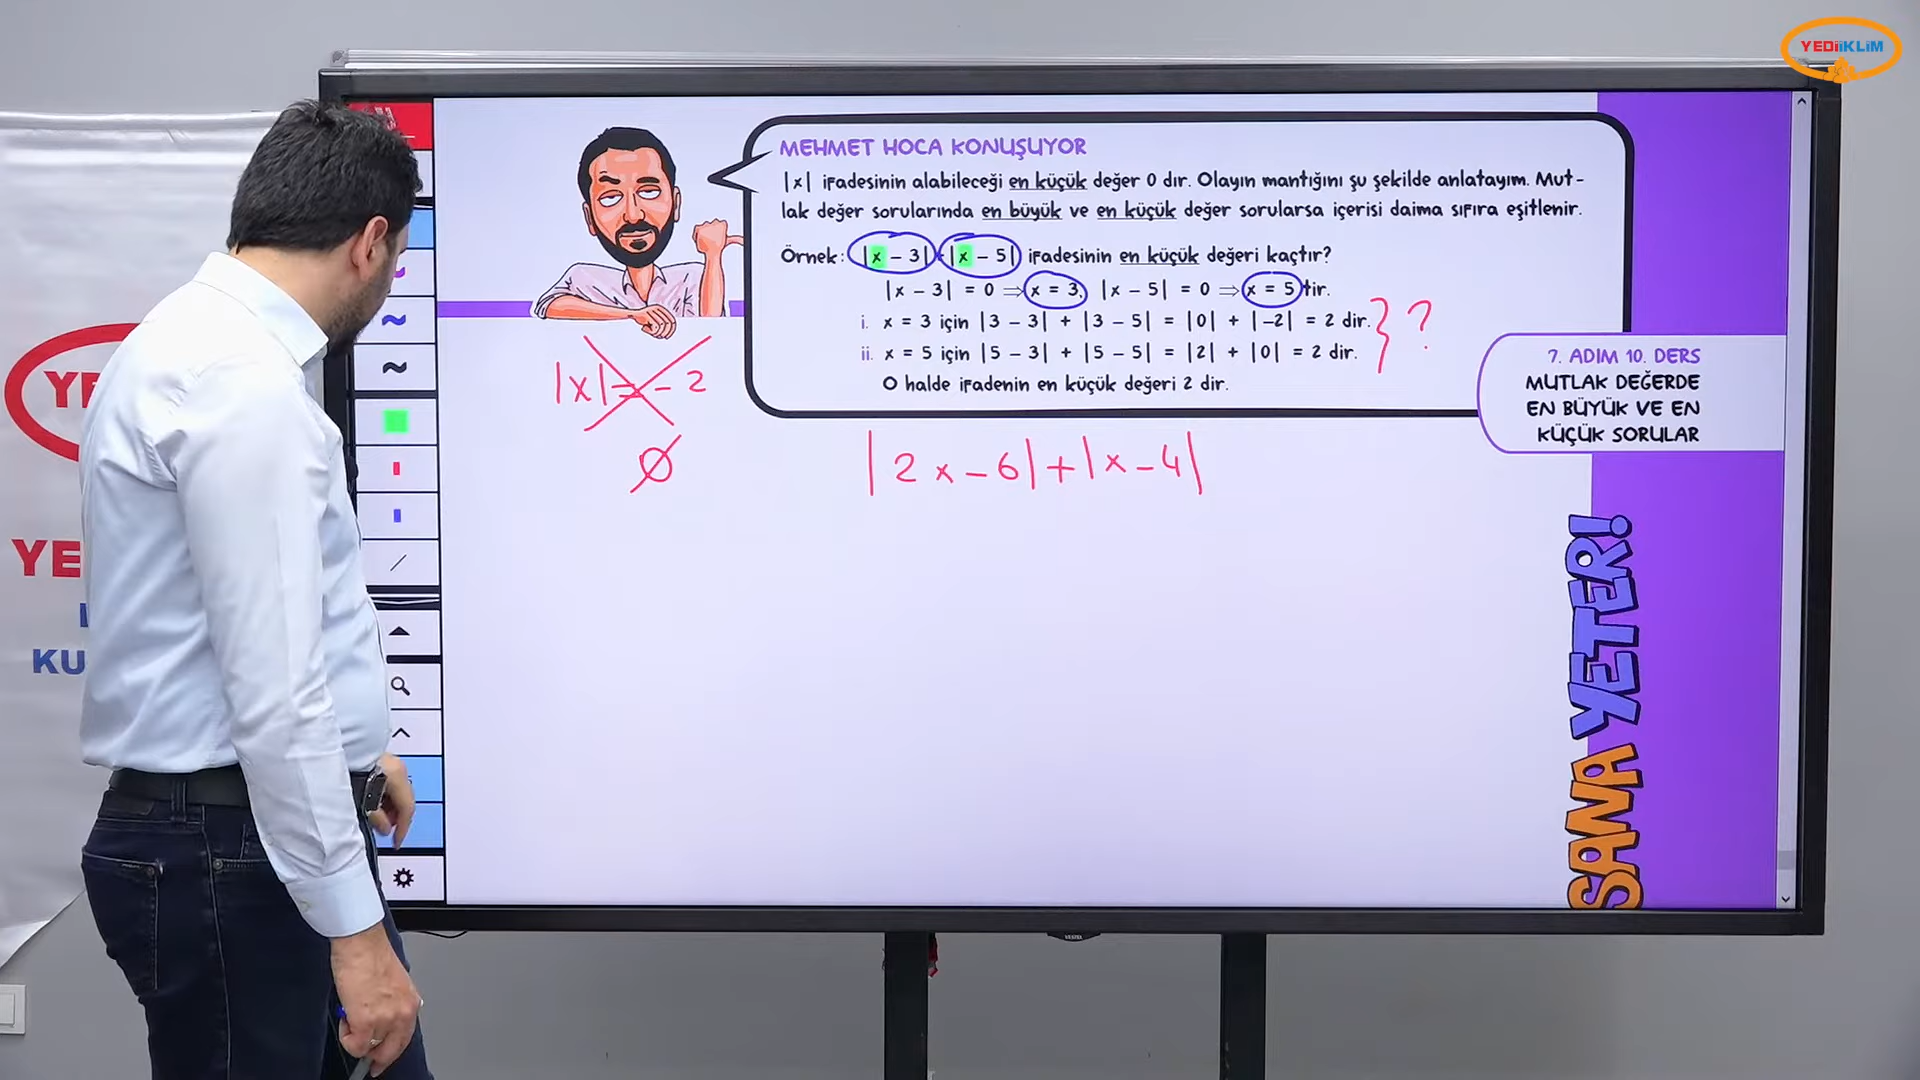 YEDİİKLİM
MEHMET HOCA KONUŞUYOR
|x| ifadesinin alabileceği en küçük değer 0 dır. Olayın mantığını şu şekilde anlatayım. Mut-
lak değer sorularında en büyük ve en küçük değer sorularsa içerisi daima sıfıra eşitlenir.
Örnek: |x - 3| + |x - 5| ifadesinin en küçük değeri kaçtır?
|x - 3| = 0 ⇒ x = 3, |x - 5| = 0 ⇒ x = 5 tir.
i. x = 3 için |3 - 3| + |3 - 5| = |0| + |-2| = 2 dir.
ii. x = 5 için |5 - 3| + |5 - 5| = |2| + |0| = 2 dir.
} ?
O halde ifadenin en küçük değeri 2 dir.
7. ADIM 10. DERS
MUTLAK DEĞERDE
EN BÜYÜK VE EN
KÜÇÜK SORULAR
|x| = -2
∅
|2x-6|+|x-4|
SANA YETER!
YE
YE
KU